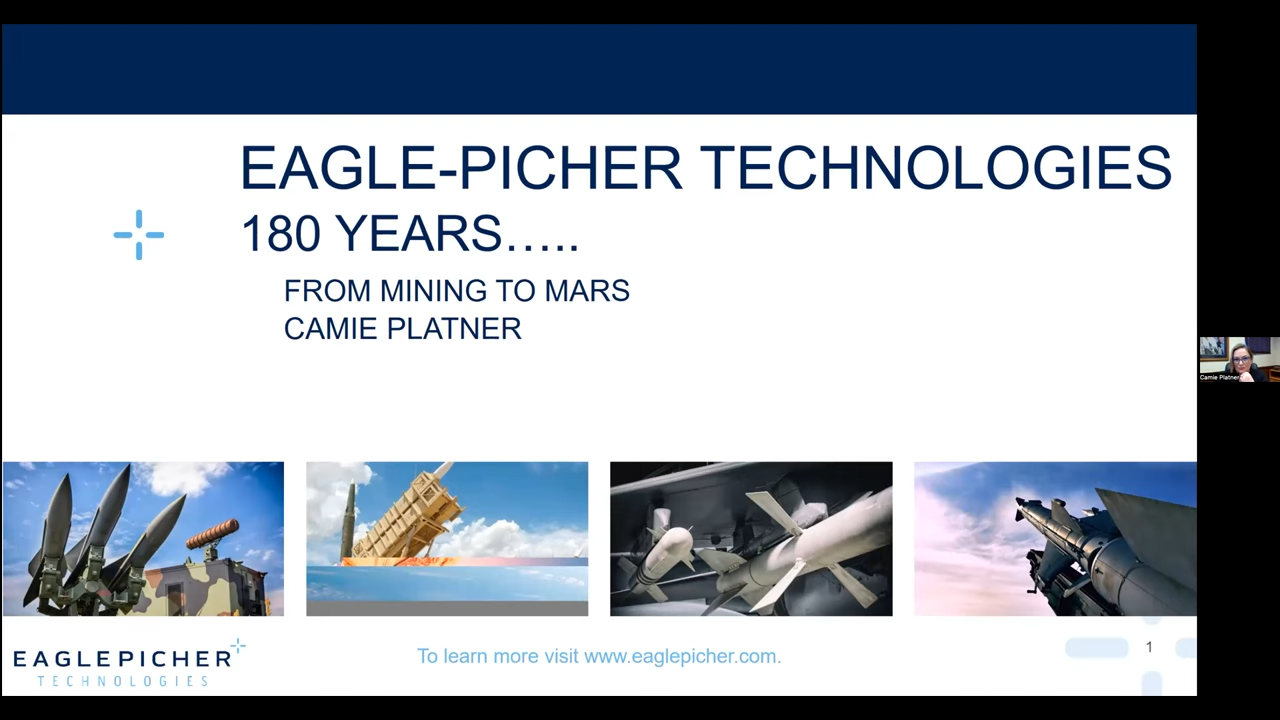 EAGLE-PICHER TECHNOLOGIES
180 YEARS…..
FROM MINING TO MARS
CAMIE PLATNER
Camie Platner
EAGLEPICHER
TECHNOLOGIES
To learn more visit www.eaglepicher.com.
1